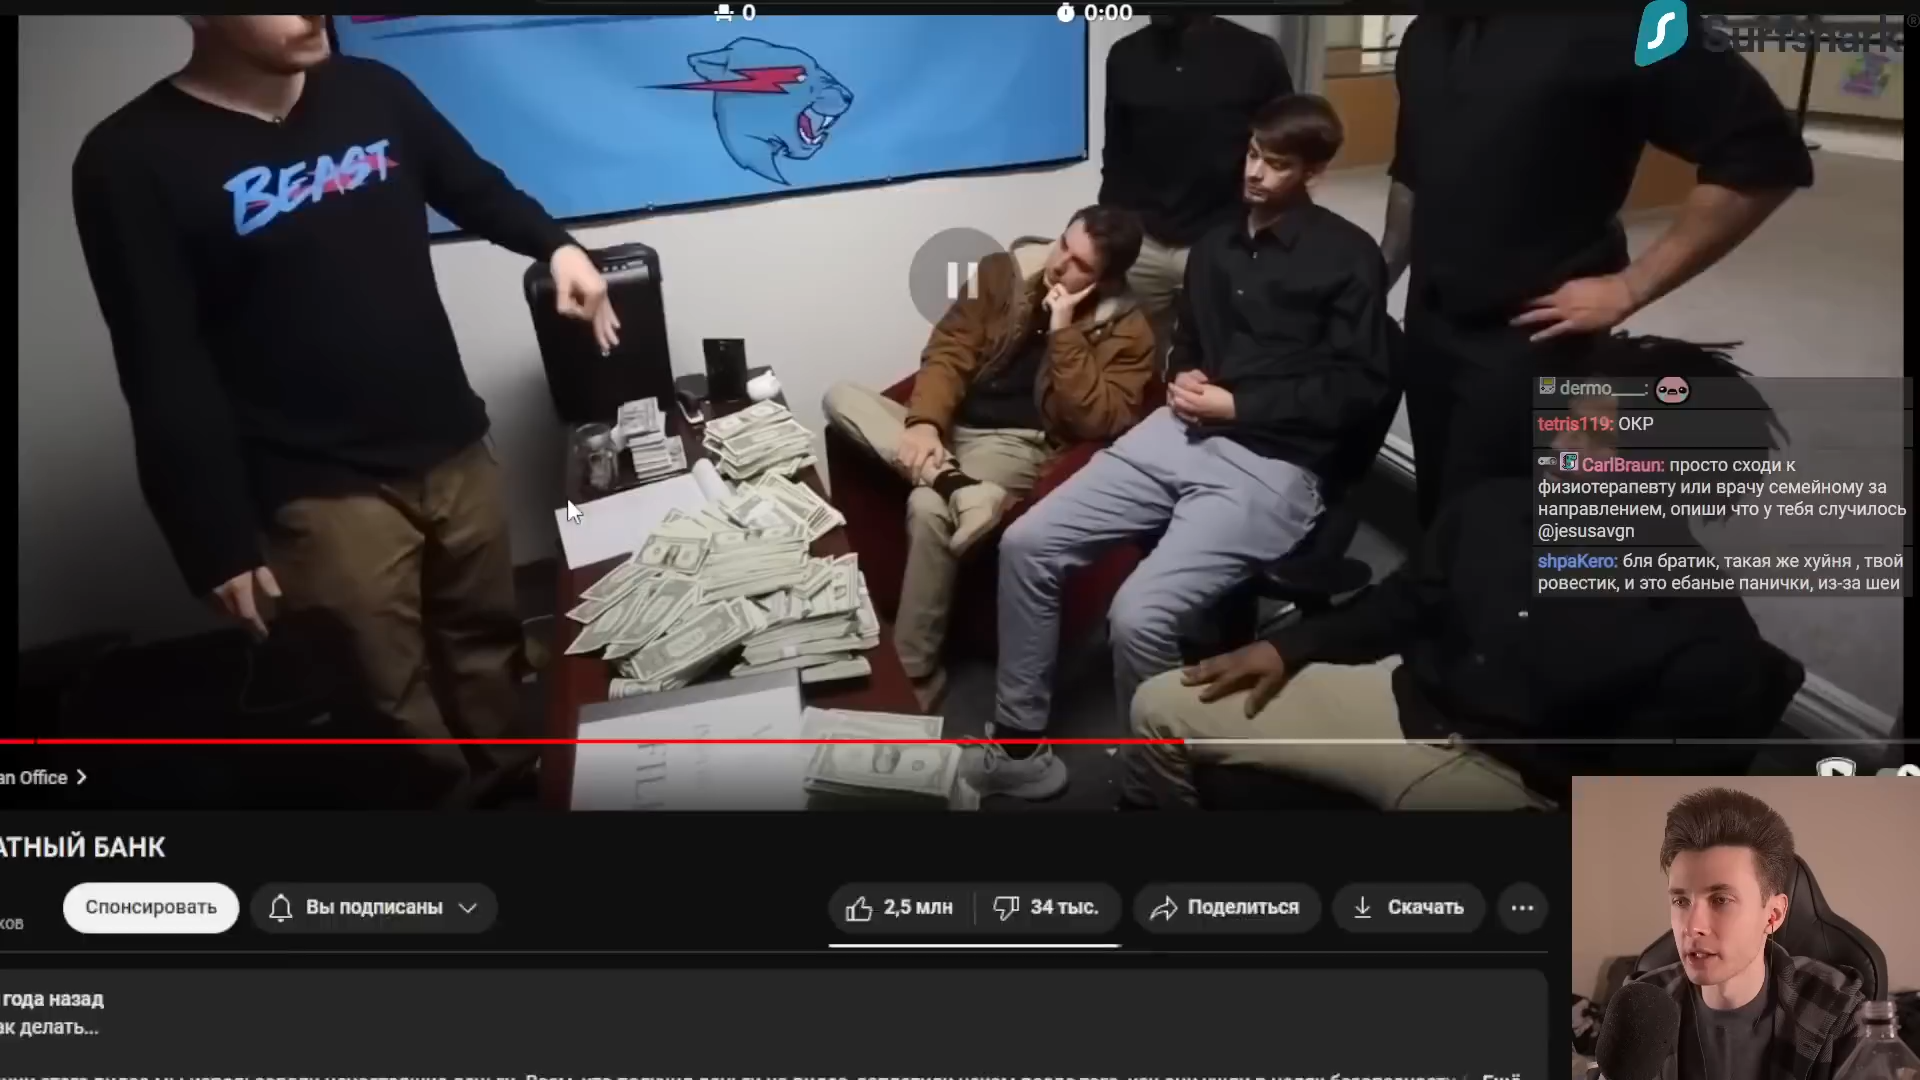 0
0:00
Surfshark®
BEAST
dermo____:
tetris119: ОКР
CarlBraun: просто сходи к
физиотерапевту или врачу семейному за
направлением, опиши что у тебя случилось
@jesusavgn
shpaKero: бля братик, такая же хуйня , твой
ровестик, и это ебаные панички, из-за шеи
an Office
АТНЫЙ БАНК
ков
Спонсировать
Вы подписаны
2,5 млн
34 тыс.
Поделиться
Скачать
года назад
ак делать...